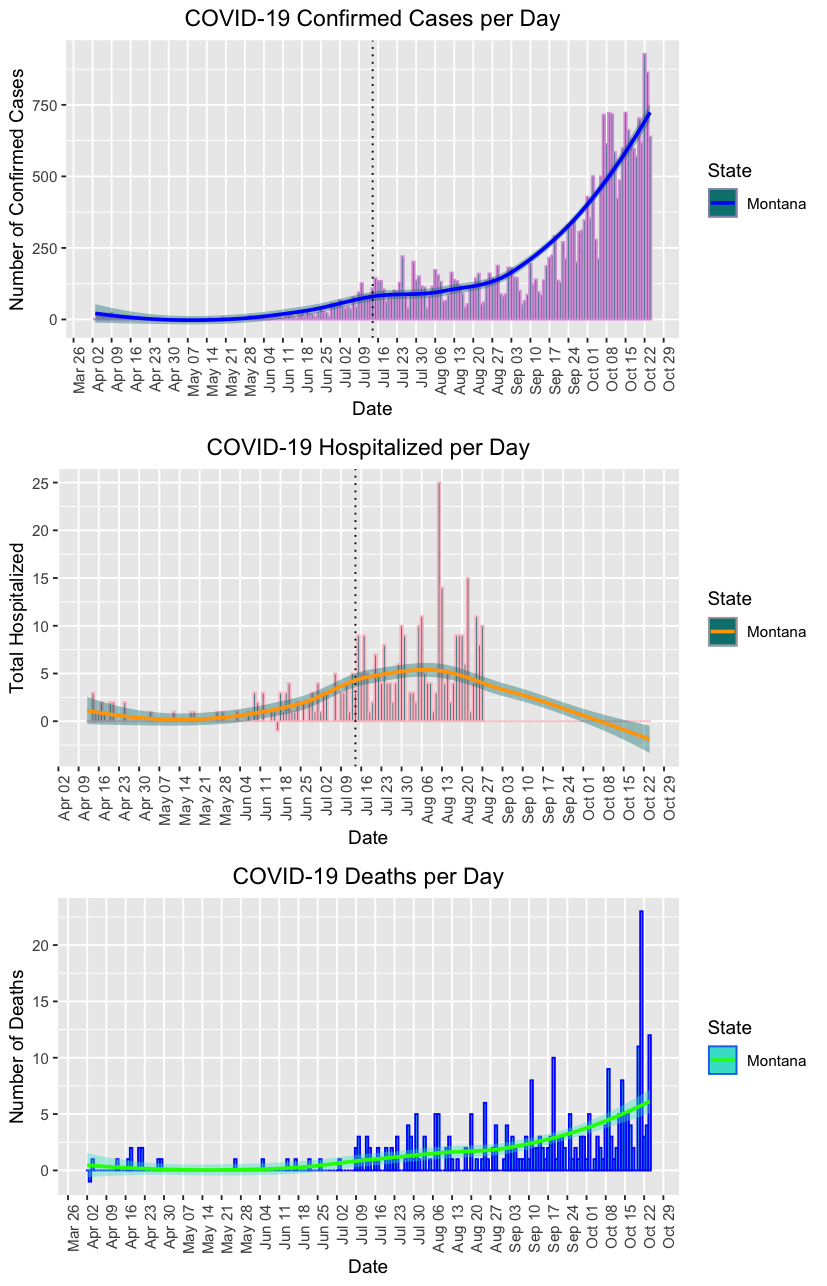 COVID-19 Confirmed Cases per Day
Number of Confirmed Cases
750
500
250
0
Mar 26
Apr 02
Apr 09
Apr 16
Apr 23
Apr 30
May 07
May 14
May 21
May 28
Jun 04
Jun 11
Jun 18
Jun 25
Jul 02
Jul 09
Jul 16
Jul 23
Jul 30
Aug 06
Aug 13
Aug 20
Aug 27
Sep 03
Sep 10
Sep 17
Sep 24
Oct 01
Oct 08
Oct 15
Oct 22
Oct 29
Date
State
Montana
COVID-19 Hospitalized per Day
Total Hospitalized
25
20
15
10
5
0
Apr 02
Apr 09
Apr 16
Apr 23
Apr 30
May 07
May 14
May 21
May 28
Jun 04
Jun 11
Jun 18
Jun 25
Jul 02
Jul 09
Jul 16
Jul 23
Jul 30
Aug 06
Aug 13
Aug 20
Aug 27
Sep 03
Sep 10
Sep 17
Sep 24
Oct 01
Oct 08
Oct 15
Oct 22
Oct 29
Date
State
Montana
COVID-19 Deaths per Day
Number of Deaths
20
15
10
5
0
Mar 26
Apr 02
Apr 09
Apr 16
Apr 23
Apr 30
May 07
May 14
May 21
May 28
Jun 04
Jun 11
Jun 18
Jun 25
Jul 02
Jul 09
Jul 16
Jul 23
Jul 30
Aug 06
Aug 13
Aug 20
Aug 27
Sep 03
Sep 10
Sep 17
Sep 24
Oct 01
Oct 08
Oct 15
Oct 22
Oct 29
Date
State
Montana